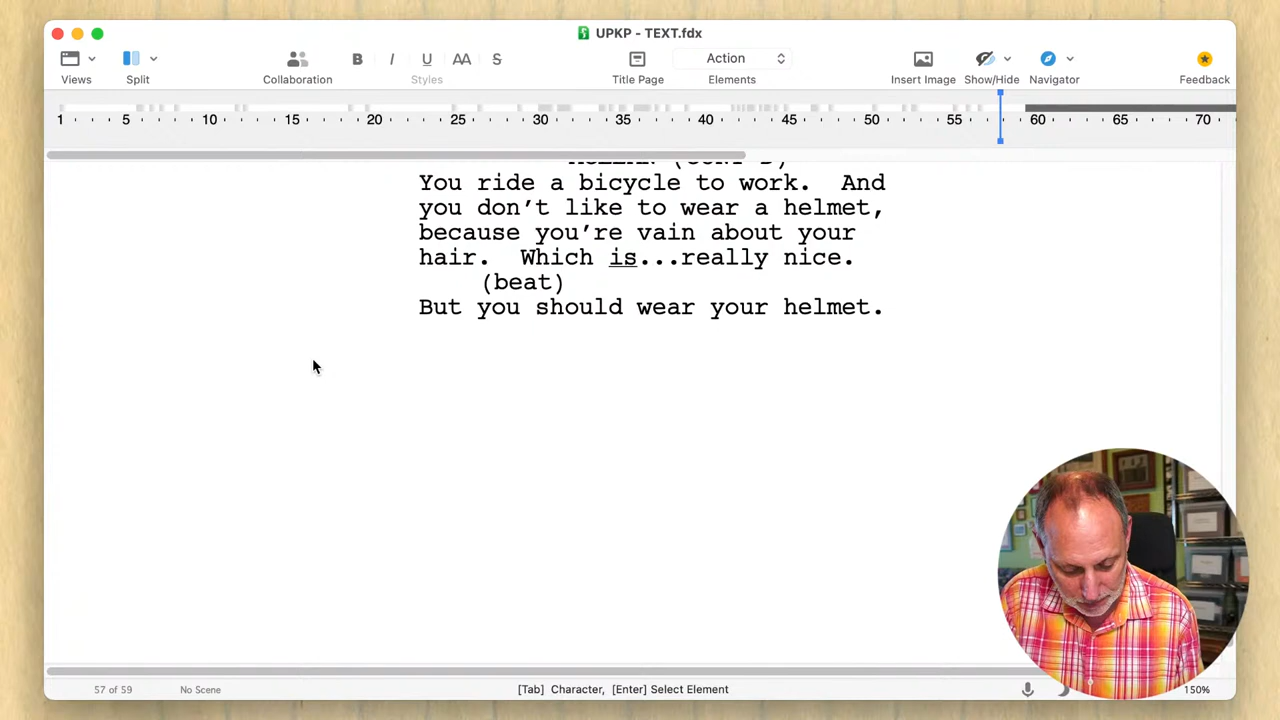 UPKP - TEXT.fdx
Views
Split
Collaboration
B I U AA S
Styles
Title Page
Action
Elements
Insert Image
Show/Hide
Navigator
Feedback
1 5 10 15 20 25 30 35 40 45 50 55 60 65 70
You ride a bicycle to work.  And
you don’t like to wear a helmet,
because you’re vain about your
hair.  Which is...really nice.
(beat)
But you should wear your helmet.
57 of 59
No Scene
[Tab]  Character,  [Enter] Select Element
150%